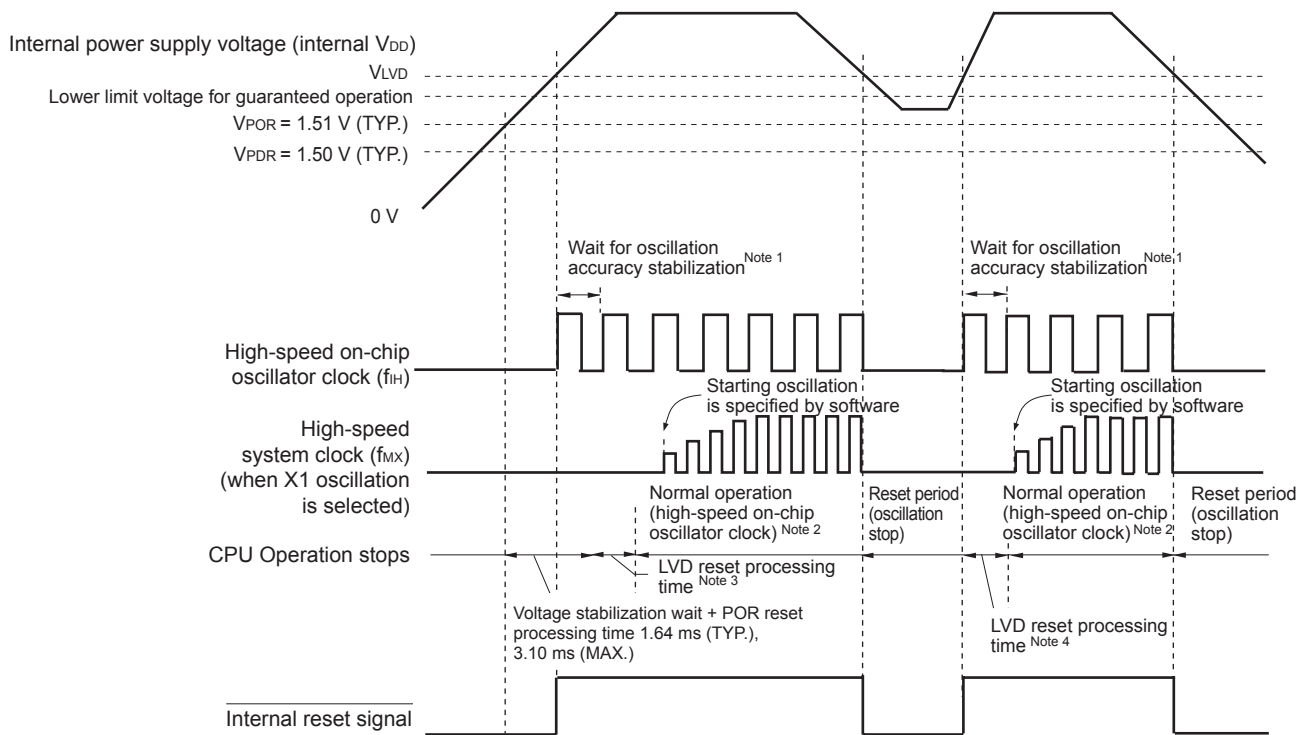 Internal power supply voltage (internal VDD)
VLVD
Lower limit voltage for guaranteed operation
VPOR = 1.51 V (TYP.)
VPDR = 1.50 V (TYP.)
0 V
Wait for oscillation
accuracy stabilization Note 1
Wait for oscillation
accuracy stabilization Note 1
High-speed on-chip
oscillator clock (fIH)
Starting oscillation
is specified by software
Starting oscillation
is specified by software
High-speed
system clock (fMX)
(when X1 oscillation
is selected)
Normal operation
(high-speed on-chip
oscillator clock) Note 2
Reset period
(oscillation
stop)
Normal operation
(high-speed on-chip
oscillator clock) Note 2
Reset period
(oscillation
stop)
CPU Operation stops
LVD reset processing
time Note 3
Voltage stabilization wait + POR reset
processing time 1.64 ms (TYP.),
3.10 ms (MAX.)
LVD reset processing
time Note 4
Internal reset signal